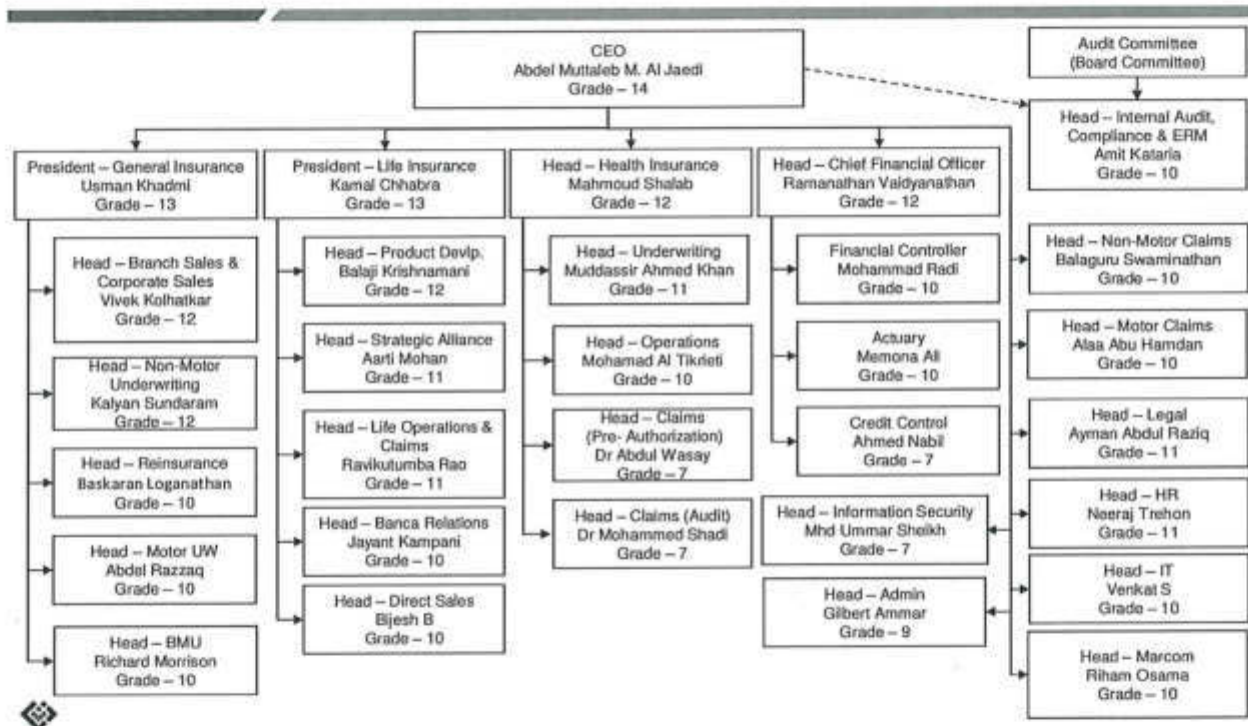 CEO
Abdel Muttaleb M. Al Jaedi
Grade – 14
Audit Committee
(Board Committee)
Head – Internal Audit,
Compliance & ERM
Amit Kataria
Grade – 10
President – General Insurance
Usman Khadmi
Grade – 13
President – Life Insurance
Kamal Chhabra
Grade – 13
Head – Health Insurance
Mahmoud Shalab
Grade – 12
Head – Chief Financial Officer
Ramanathan Vaidyanathan
Grade – 12
Head – Branch Sales &
Corporate Sales
Vivek Kolhatkar
Grade – 12
Head – Non-Motor
Underwriting
Kalyan Sundaram
Grade – 12
Head – Reinsurance
Baskaran Loganathan
Grade – 10
Head – Motor UW
Abdel Razzaq
Grade – 10
Head – BMU
Richard Morrison
Grade – 10
Head – Product Devlp.
Balaji Krishnamani
Grade – 12
Head – Strategic Alliance
Aarti Mohan
Grade – 11
Head – Life Operations &
Claims
Ravikutumba Rao
Grade – 11
Head – Banca Relations
Jayant Kampani
Grade – 10
Head – Direct Sales
Bijesh B
Grade – 10
Head – Underwriting
Muddassir Ahmed Khan
Grade – 11
Head – Operations
Mohamad Al Tikrieti
Grade – 10
Head – Claims
(Pre- Authorization)
Dr Abdul Wasay
Grade – 7
Head – Claims (Audit)
Dr Mohammed Shadi
Grade – 7
Financial Controller
Mohammad Radi
Grade – 10
Actuary
Memona Ali
Grade – 10
Credit Control
Ahmed Nabil
Grade – 7
Head – Information Security
Mhd Ummar Sheikh
Grade – 7
Head – Admin
Gilbert Ammar
Grade – 9
Head – Non-Motor Claims
Balaguru Swaminathan
Grade – 10
Head – Motor Claims
Alaa Abu Hamdan
Grade – 10
Head – Legal
Ayman Abdul Raziq
Grade – 11
Head – HR
Neeraj Trehon
Grade – 11
Head – IT
Venkat S
Grade – 10
Head – Marcom
Riham Osama
Grade – 10